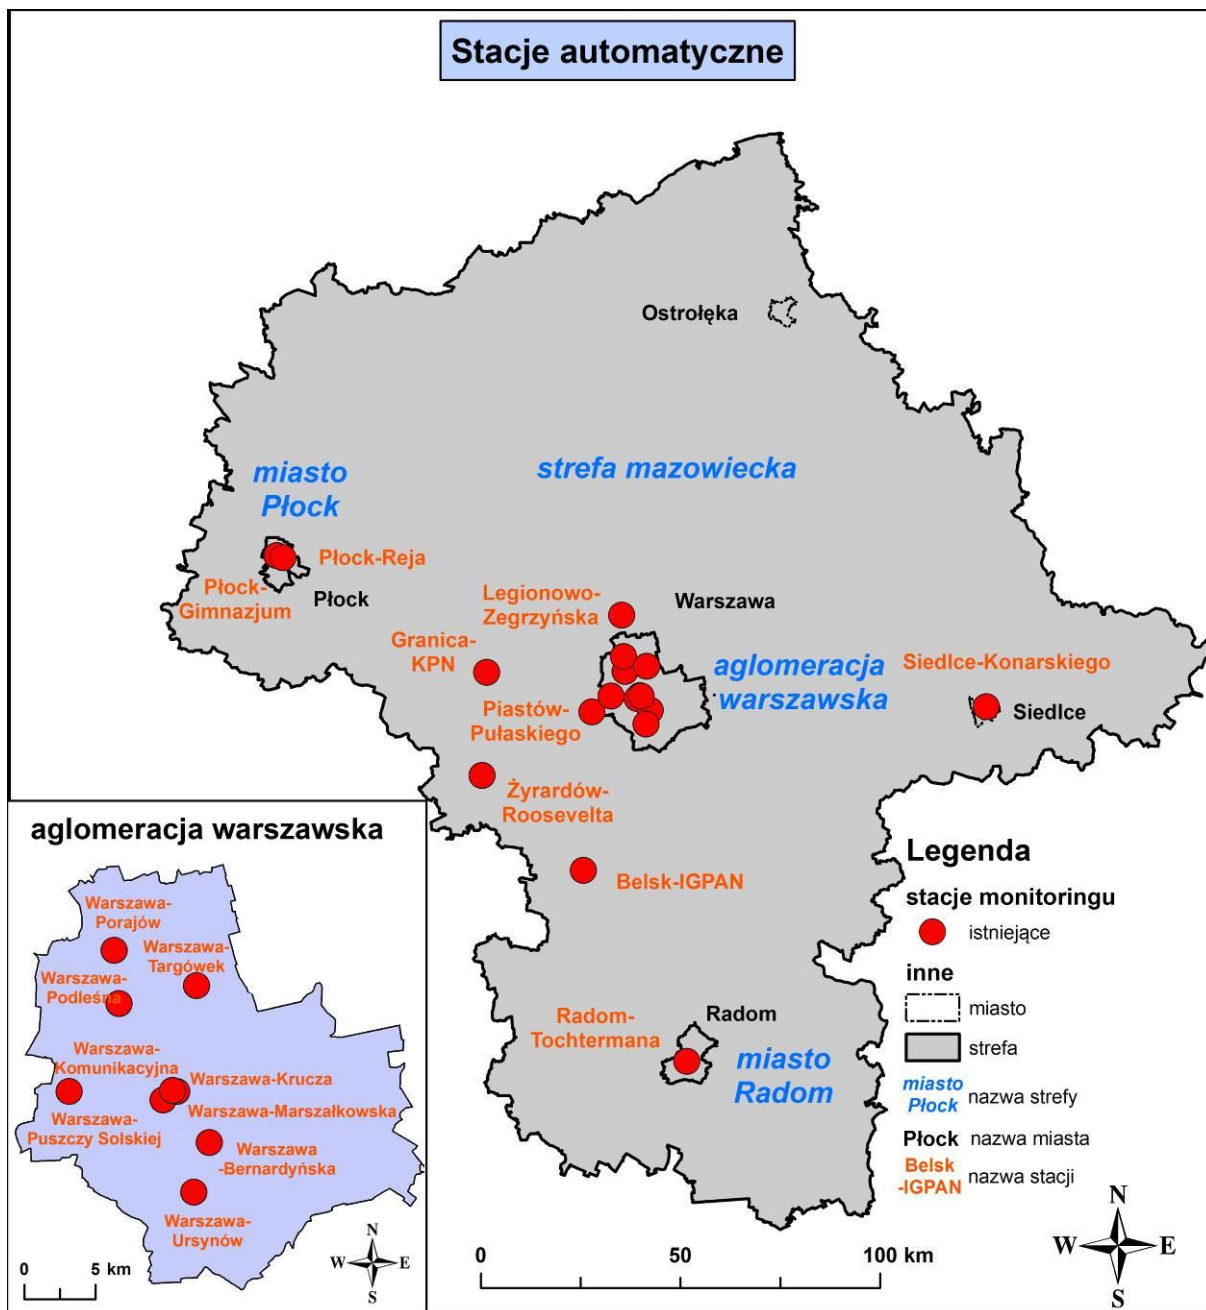 Stacje automatyczne
Ostrołęka
miasto
Płock
strefa mazowiecka
Płock-Reja
Płock-
Gimnazjum
Płock
Legionowo-
Zegrzyńska
Warszawa
Granica-
KPN
aglomeracja
warszawska
Siedlce-Konarskiego
Siedlce
Piastów-
Pułaskiego
Żyrardów-
Roosevelta
Belsk-IGPAN
Radom-
Tochtermana
Radom
miasto
Radom
aglomeracja warszawska
Warszawa-
Porajów
Warszawa-
Targówek
Warszawa-
Podleśna
Warszawa-
Komunikacyjna
Warszawa-Krucza
Warszawa-Marszałkowska
Warszawa-
Puszczy Solskiej
Warszawa
-Bernardyńska
Warszawa-
Ursynów
0 5 km
N
W E
S
Legenda
stacje monitoringu
istniejące
inne
miasto
strefa
miasto
Płock nazwa strefy
Płock nazwa miasta
Belsk
-IGPAN nazwa stacji
0 50 100 km
N
W E
S